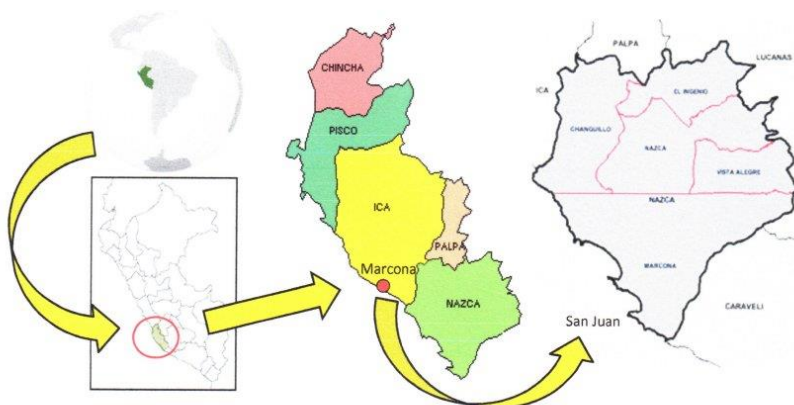 CHINCHA
PISCO
ICA
PALPA
Marcona
NAZCA
PALPA
LUCANAS
ICA
EL INGENIO
CHANGUILLO
NAZCA
VISTA ALEGRE
NAZCA
MARCONA
CARAVELI
San Juan